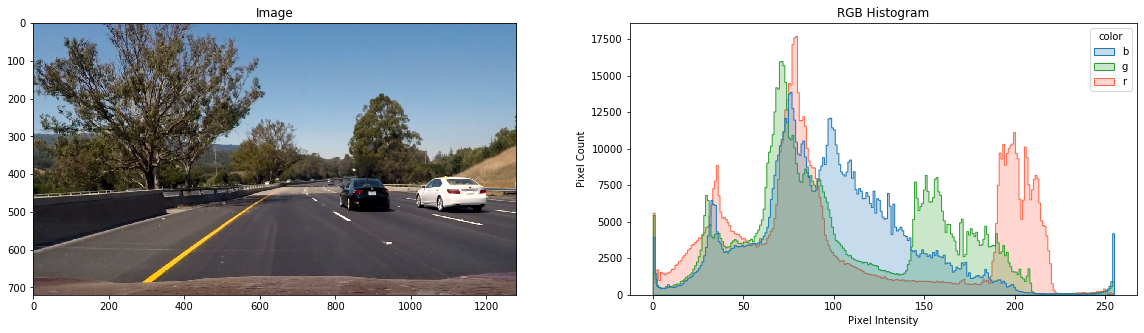 Image
0
100
200
300
400
500
600
700
0 200 400 600 800 1000 1200
RGB Histogram
17500
15000
12500
10000
7500
5000
2500
0
Pixel Count
color
b
g
r
0 50 100 150 200 250
Pixel Intensity